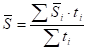 S̅ = (∑ S̅ᵢ · tᵢ) / (∑ tᵢ)